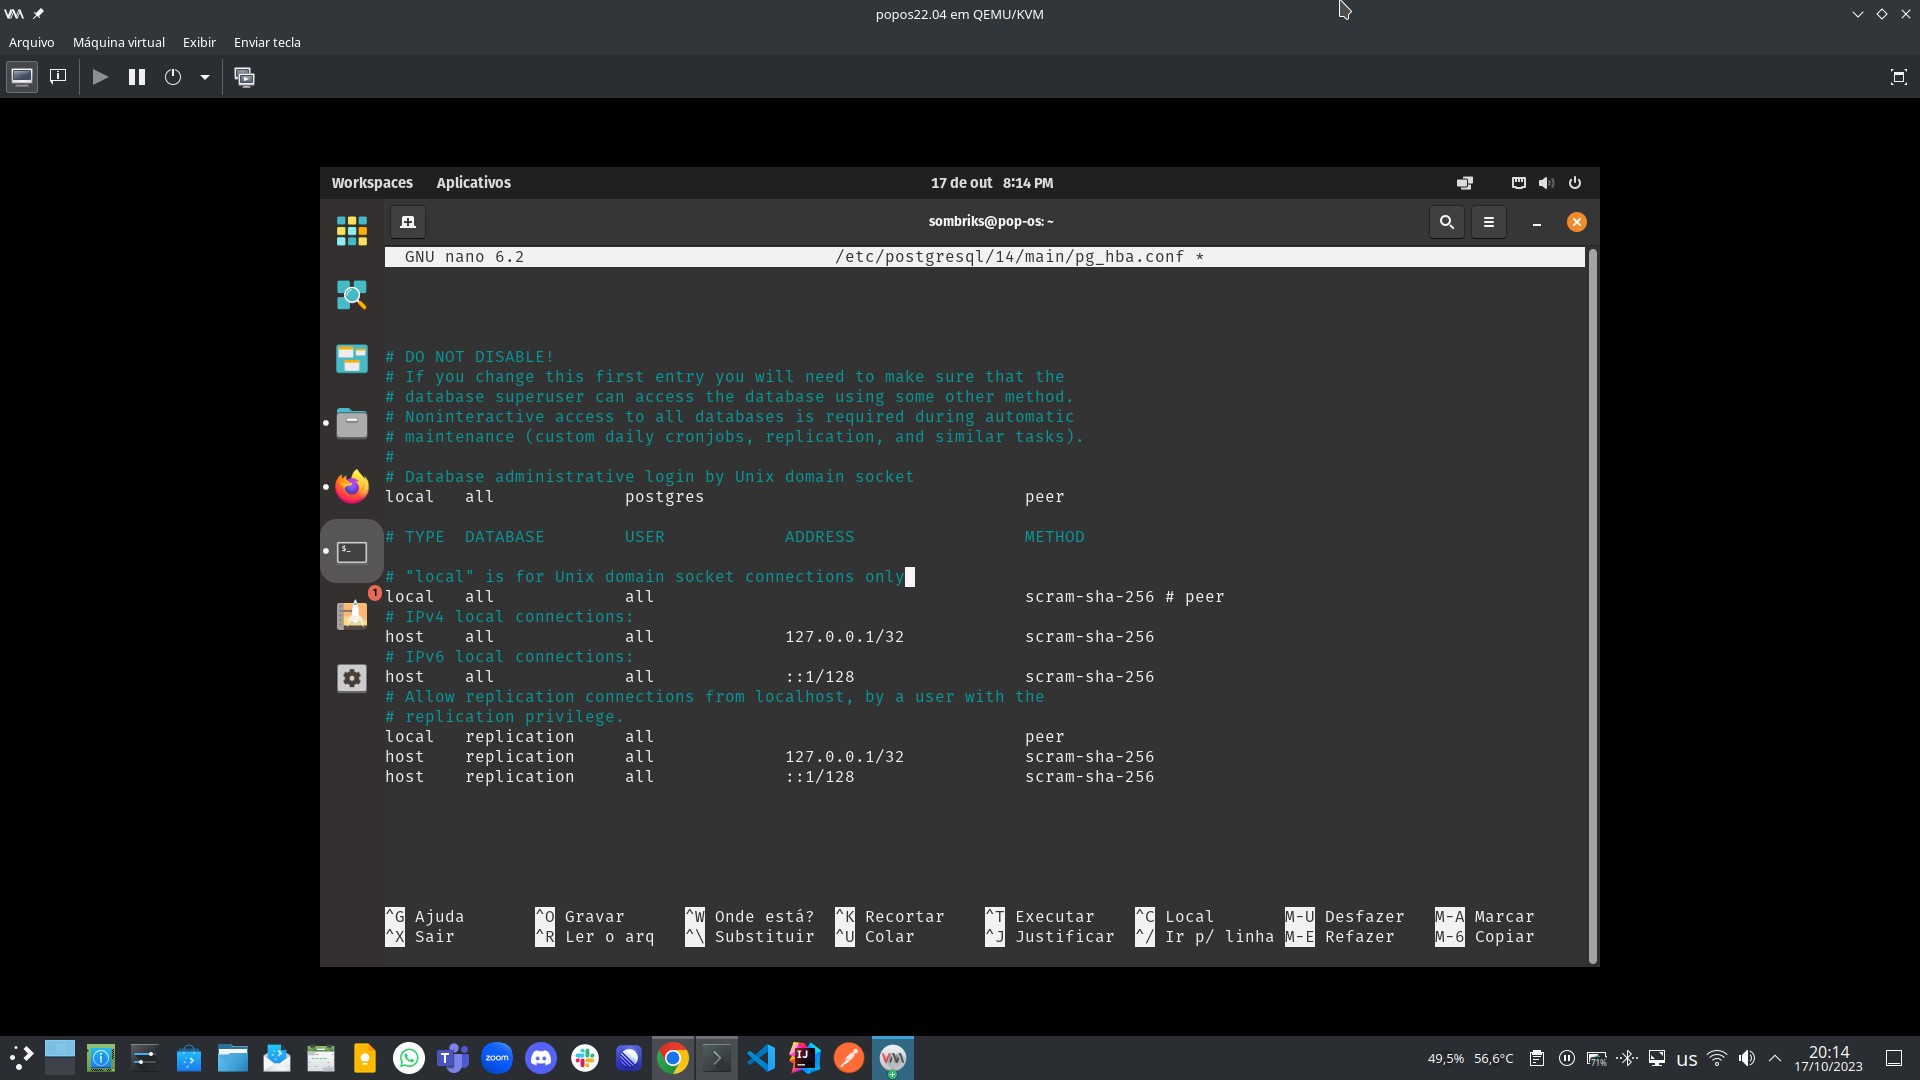 popos22.04 em QEMU/KVM
Arquivo Máquina virtual Exibir Enviar tecla
Workspaces Aplicativos 17 de out 8:14 PM
sombriks@pop-os: ~
GNU nano 6.2 /etc/postgresql/14/main/pg_hba.conf *
# DO NOT DISABLE!
# If you change this first entry you will need to make sure that the
# database superuser can access the database using some other method.
# Noninteractive access to all databases is required during automatic
# maintenance (custom daily cronjobs, replication, and similar tasks).
#
# Database administrative login by Unix domain socket
local all postgres peer
# TYPE DATABASE USER ADDRESS METHOD
# "local" is for Unix domain socket connections only
local all all scram-sha-256 # peer
# IPv4 local connections:
host all all 127.0.0.1/32 scram-sha-256
# IPv6 local connections:
host all all ::1/128 scram-sha-256
# Allow replication connections from localhost, by a user with the
# replication privilege.
local replication all peer
host replication all 127.0.0.1/32 scram-sha-256
host replication all ::1/128 scram-sha-256
1
^G Ajuda ^O Gravar ^W Onde está? ^K Recortar ^T Executar ^C Local M-U Desfazer M-A Marcar
^X Sair ^R Ler o arq ^\ Substituir ^U Colar ^J Justificar ^/ Ir p/ linha M-E Refazer M-6 Copiar
zoom
IJ
49,5% 56,6°C 71% us 20:14
17/10/2023